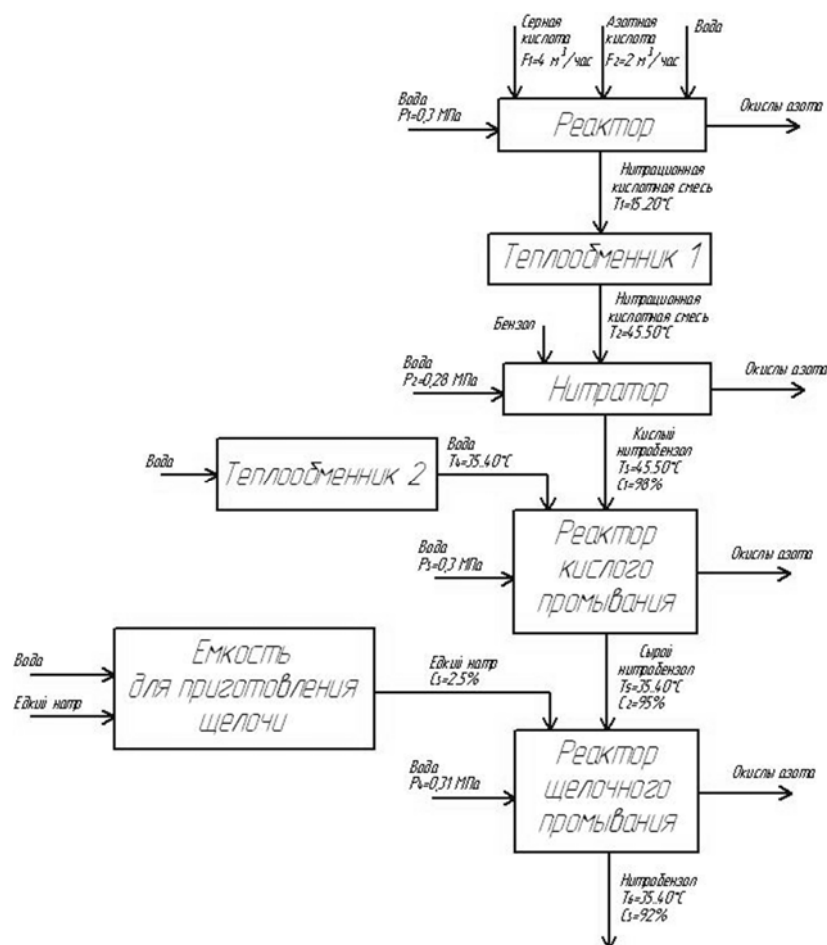 Серная
кислота
F1=4 м³/час
Азотная
кислота
F2=2 м³/час
Вода
Вода
P1=0,3 МПа
Реактор
Окислы азота
Нитрационная
кислотная смесь
T1=15..20°C
Теплообменник 1
Нитрационная
кислотная смесь
T2=45..50°C
Бензол
Вода
P2=0,28 МПа
Нитратор
Окислы азота
Кислый
нитробензол
T3=45..50°C
C1=98%
Вода
Теплообменник 2
Вода
T4=35..40°C
Вода
P3=0,3 МПа
Реактор
кислого
промывания
Окислы азота
Сырой
нитробензол
T5=35..40°C
C2=95%
Вода
Едкий натр
Емкость
для приготовления
щелочи
Едкий натр
C3=2.5%
Вода
P4=0,31 МПа
Реактор
щелочного
промывания
Окислы азота
Нитробензол
T6=35..40°C
C3=92%